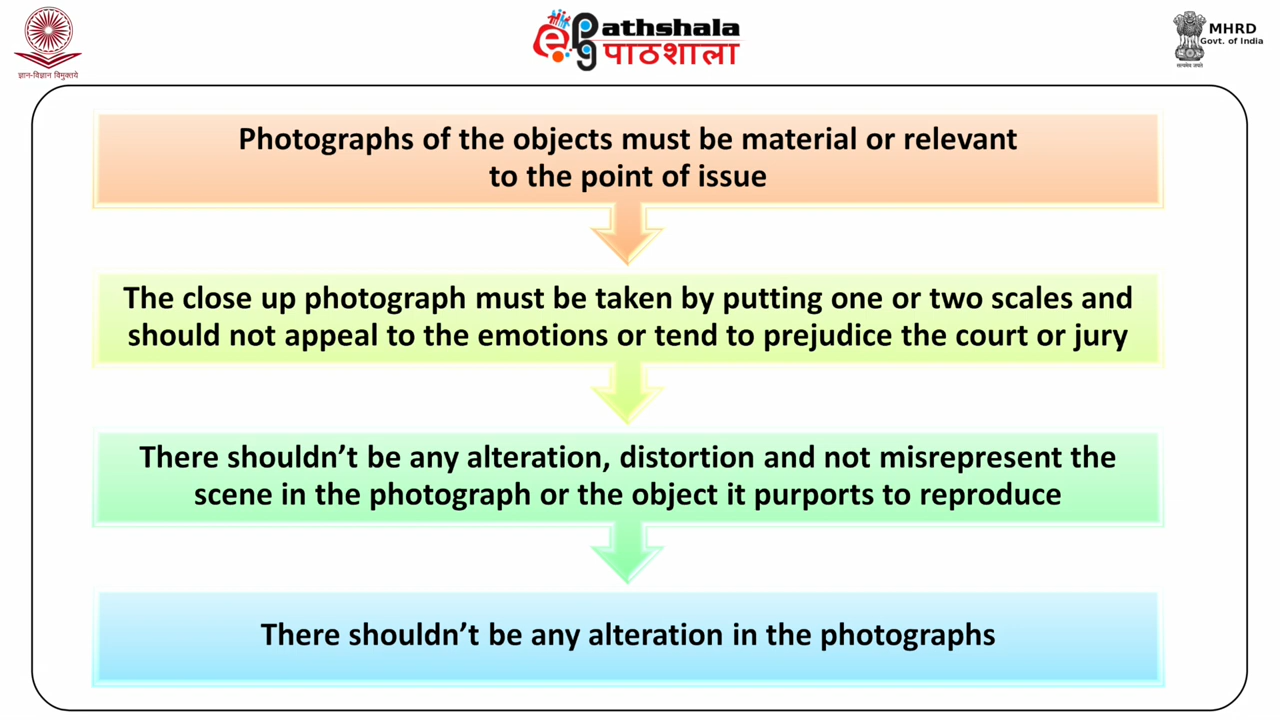 ज्ञान-विज्ञान विमुक्तये
e pg Pathshala
पाठशाला
MHRD
Govt. of India
सत्यमेव जयते
Photographs of the objects must be material or relevant
to the point of issue
The close up photograph must be taken by putting one or two scales and
should not appeal to the emotions or tend to prejudice the court or jury
There shouldn’t be any alteration, distortion and not misrepresent the
scene in the photograph or the object it purports to reproduce
There shouldn’t be any alteration in the photographs